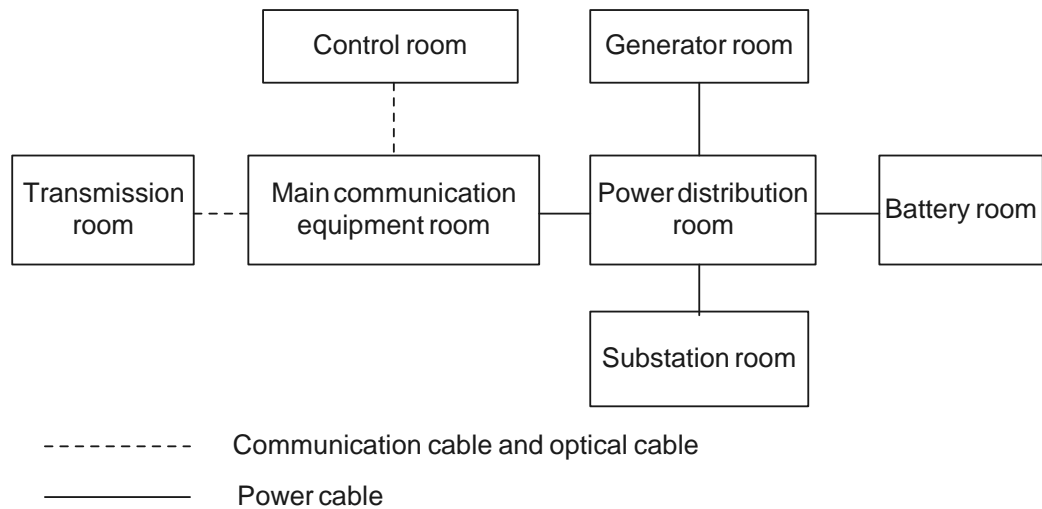 Control room
Generator room
Transmission
room
Main communication
equipment room
Power distribution
room
Battery room
Substation room
Communication cable and optical cable
Power cable